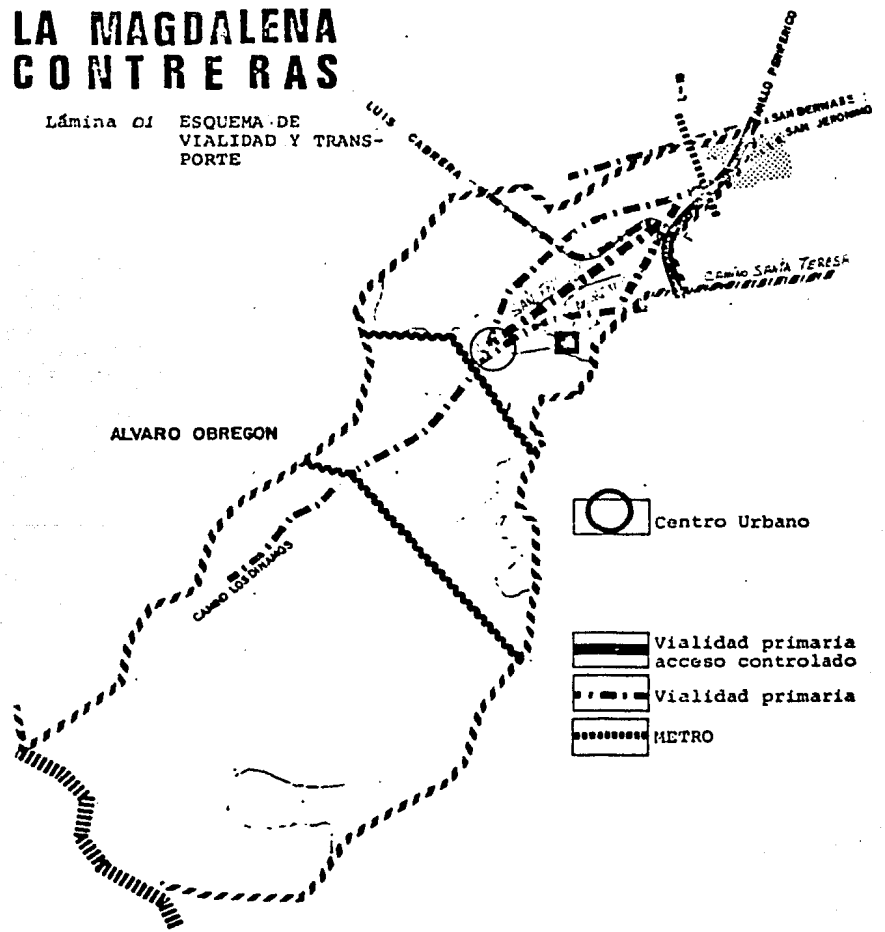 LA MAGDALENA
CONTRERAS
Lámina 01 ESQUEMA DE
VIALIDAD Y TRANS-
PORTE
LUIS CABRERA
ANILLO PERIFERICO
SAN BERNABE
SAN JERONIMO
CAMINO SANTA TERESA
ALVARO OBREGON
CAMINO LOS DINAMOS
Centro Urbano
Vialidad primaria
acceso controlado
Vialidad primaria
METRO